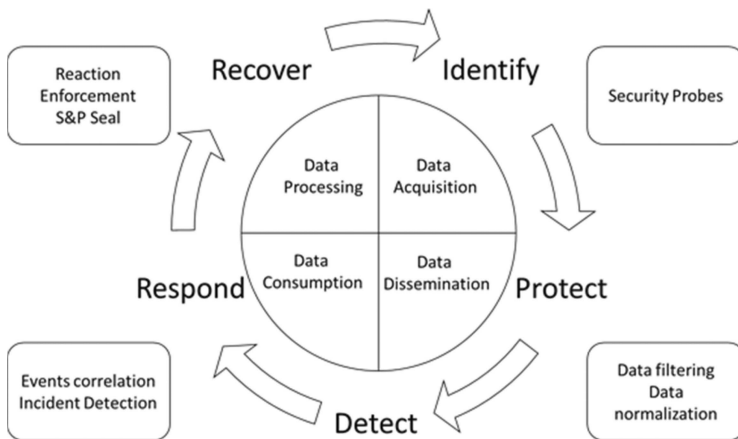 Recover
Identify
Reaction
Enforcement
S&P Seal
Security Probes
Data
Processing
Data
Acquisition
Data
Consumption
Data
Dissemination
Respond
Protect
Events correlation
Incident Detection
Data filtering
Data
normalization
Detect